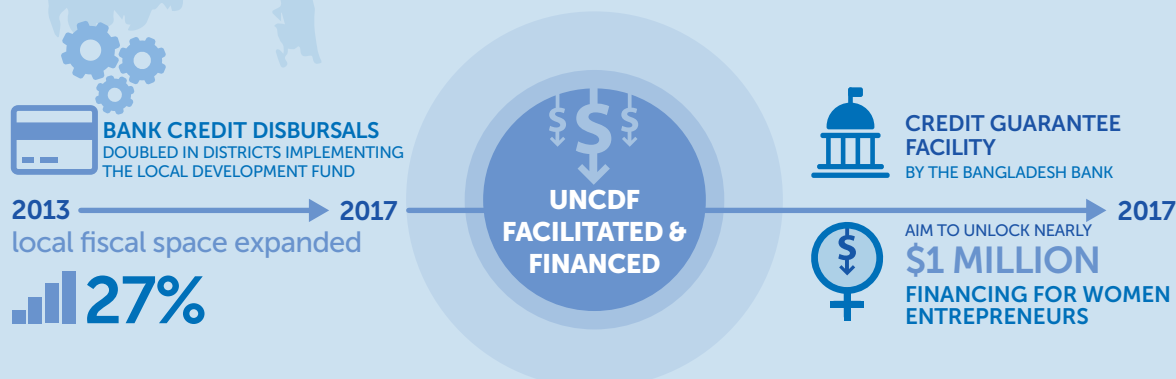 BANK CREDIT DISBURSALS
DOUBLED IN DISTRICTS IMPLEMENTING
THE LOCAL DEVELOPMENT FUND
2013
2017
local fiscal space expanded
27%
$ $ $
UNCDF
FACILITATED &
FINANCED
CREDIT GUARANTEE
FACILITY
BY THE BANGLADESH BANK
2017
$
AIM TO UNLOCK NEARLY
$1 MILLION
FINANCING FOR WOMEN
ENTREPRENEURS